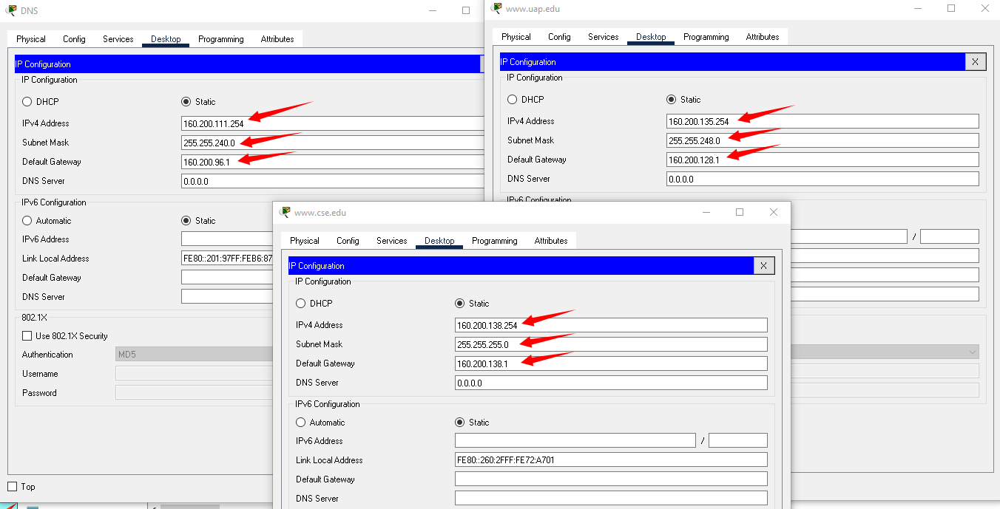 DNS
Physical Config Services Desktop Programming Attributes
IP Configuration
IP Configuration
DHCP Static
IPv4 Address 160.200.111.254
Subnet Mask 255.255.240.0
Default Gateway 160.200.96.1
DNS Server 0.0.0.0
IPv6 Configuration
Automatic Static
IPv6 Address
Link Local Address FE80::201:97FF:FEB6:87
Default Gateway
DNS Server
802.1X
Use 802.1X Security
Authentication MD5
Username
Password
Top
www.uap.edu
Physical Config Services Desktop Programming Attributes
IP Configuration X
IP Configuration
DHCP Static
IPv4 Address 160.200.135.254
Subnet Mask 255.255.248.0
Default Gateway 160.200.128.1
DNS Server 0.0.0.0
IPv6 Configuration
/
www.cse.edu
Physical Config Services Desktop Programming Attributes
IP Configuration X
IP Configuration
DHCP Static
IPv4 Address 160.200.138.254
Subnet Mask 255.255.255.0
Default Gateway 160.200.138.1
DNS Server 0.0.0.0
IPv6 Configuration
Automatic Static
IPv6 Address /
Link Local Address FE80::260:2FFF:FE72:A701
Default Gateway
DNS Server